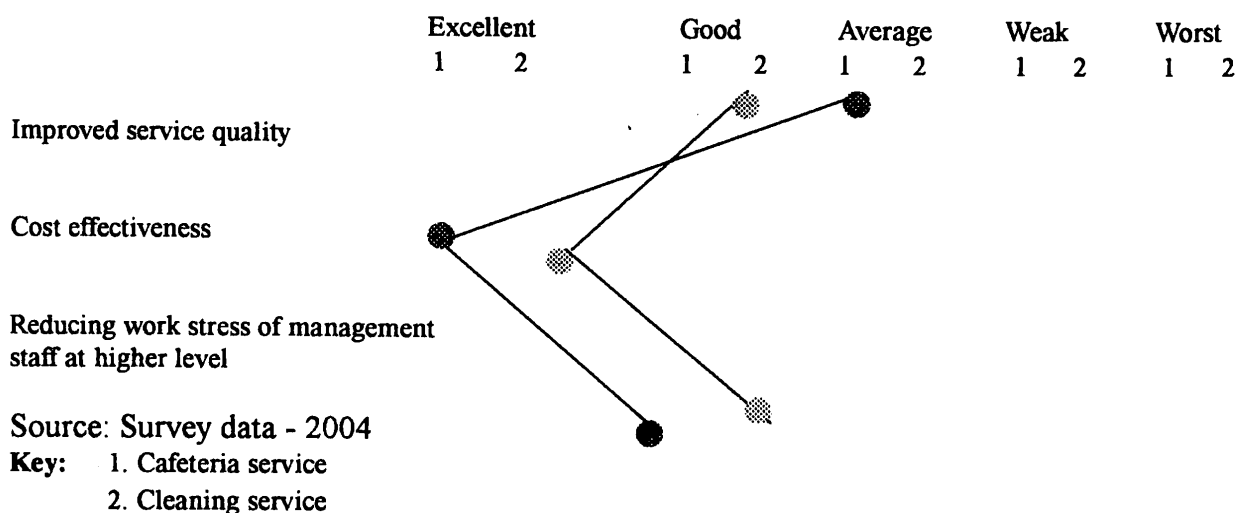 Excellent Good Average Weak Worst
1 2 1 2 1 2 1 2 1 2
Improved service quality
Cost effectiveness
Reducing work stress of management
staff at higher level
Source: Survey data - 2004
Key: 1. Cafeteria service
2. Cleaning service